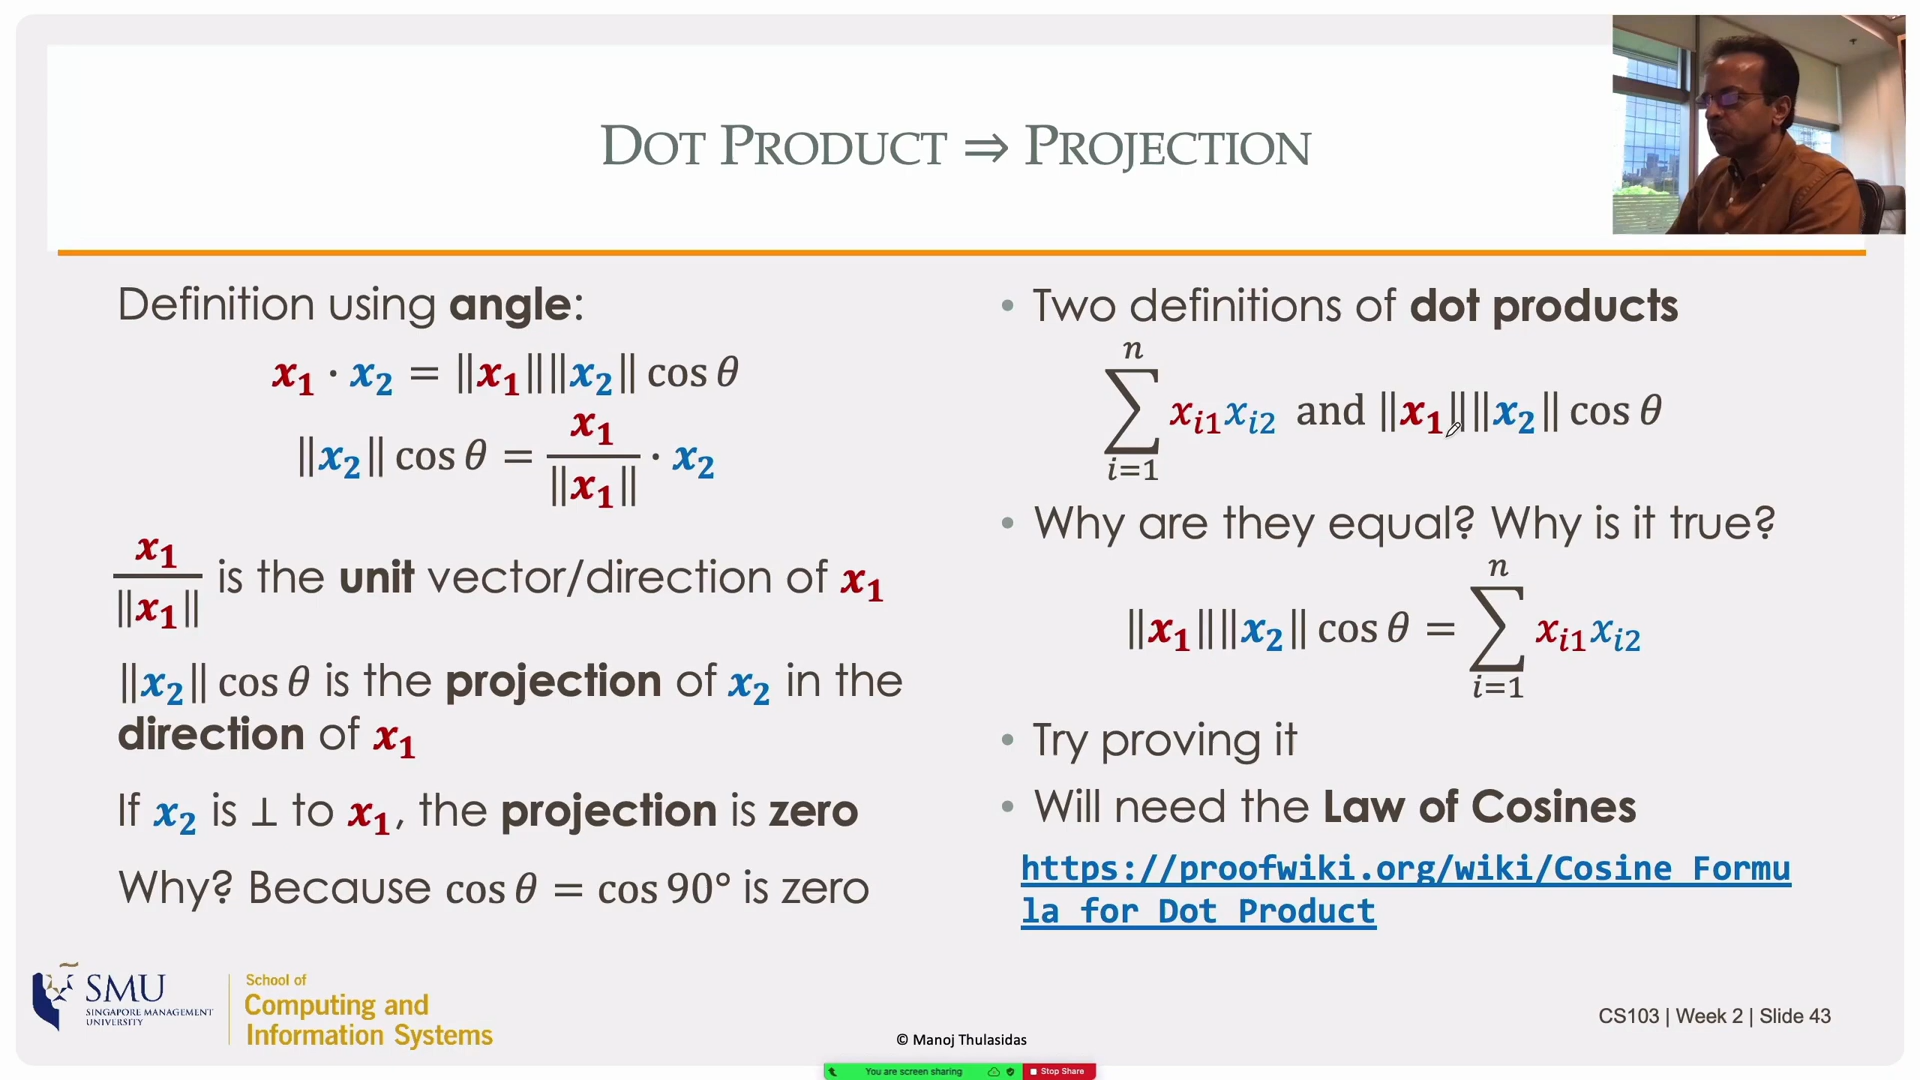 DOT PRODUCT ⇒ PROJECTION
Definition using angle:
x₁ · x₂ = ‖x₁‖‖x₂‖ cos θ
‖x₂‖ cos θ = x₁/‖x₁‖ · x₂
x₁/‖x₁‖ is the unit vector/direction of x₁
‖x₂‖ cos θ is the projection of x₂ in the
direction of x₁
If x₂ is ⊥ to x₁, the projection is zero
Why? Because cos θ = cos 90° is zero
• Two definitions of dot products
∑ᵢ₌₁ⁿ xᵢ₁xᵢ₂ and ‖x₁‖‖x₂‖ cos θ
• Why are they equal? Why is it true?
‖x₁‖‖x₂‖ cos θ = ∑ᵢ₌₁ⁿ xᵢ₁xᵢ₂
• Try proving it
• Will need the Law of Cosines
https://proofwiki.org/wiki/Cosine_Formu
la_for_Dot_Product
SMU
SINGAPORE MANAGEMENT
UNIVERSITY
School of
Computing and
Information Systems
© Manoj Thulasidas
CS103 | Week 2 | Slide 43
You are screen sharing
Stop Share